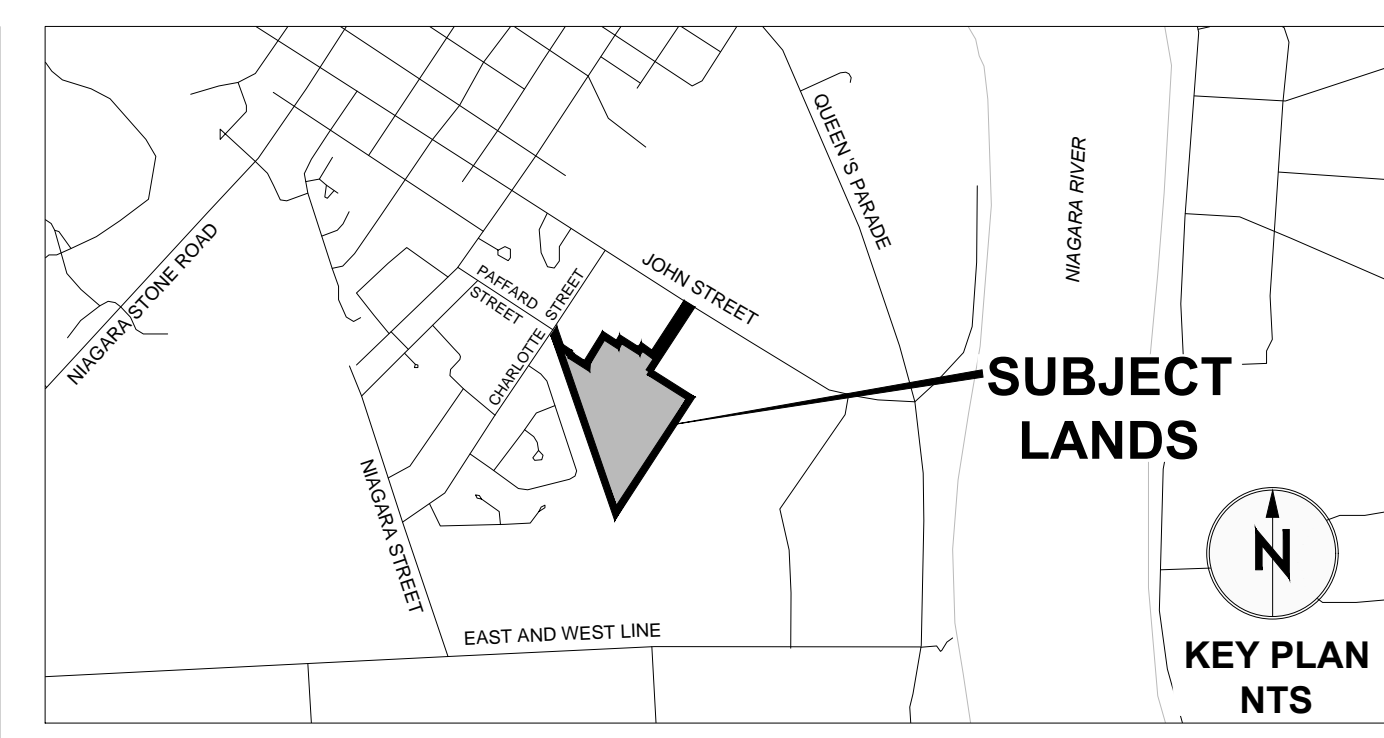 QUEEN'S PARADE
NIAGARA RIVER
NIAGARA STONE ROAD
JOHN STREET
PAFFARD
STREET
CHARLOTTE STREET
SUBJECT
LANDS
NIAGARA STREET
N
EAST AND WEST LINE
KEY PLAN
NTS